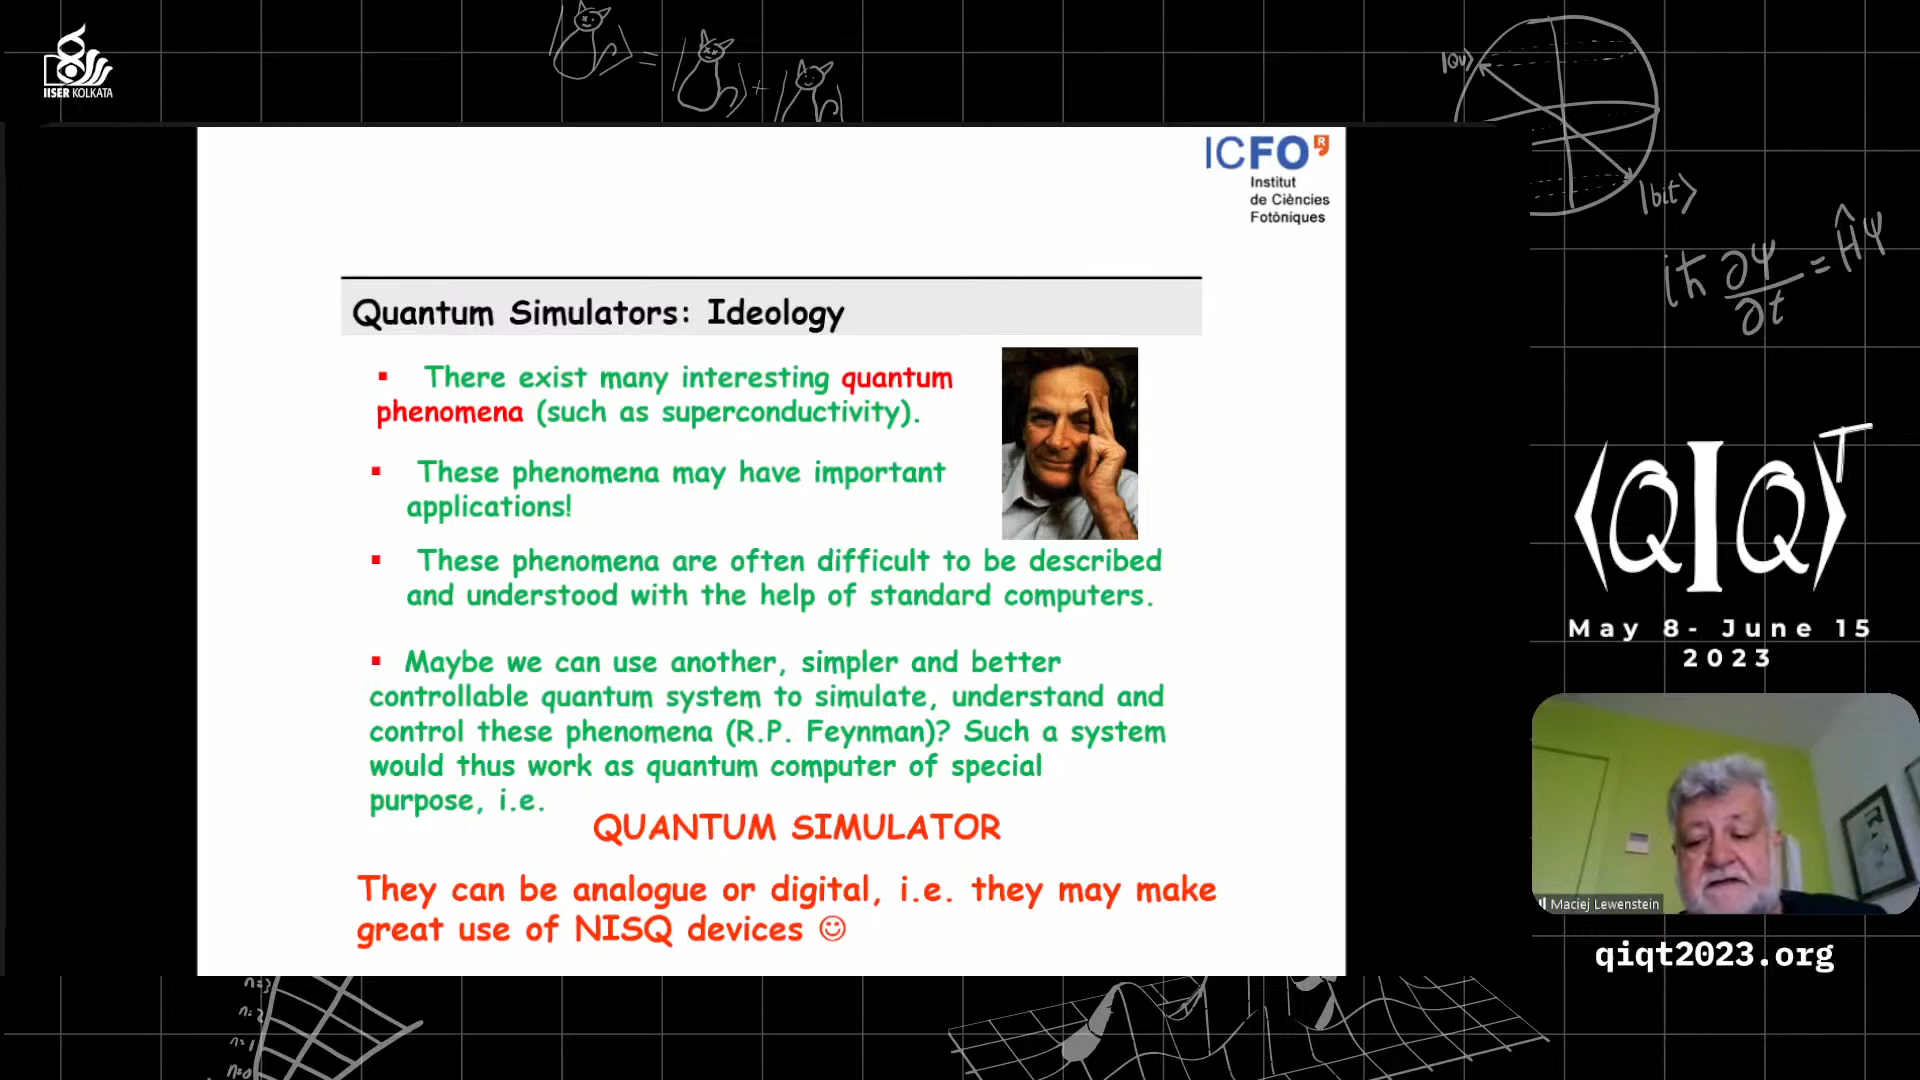 IISER KOLKATA
ICFO R
Institut
de Ciències
Fotòniques
Quantum Simulators: Ideology
▪ There exist many interesting quantum
phenomena (such as superconductivity).
▪ These phenomena may have important
applications!
▪ These phenomena are often difficult to be described
and understood with the help of standard computers.
▪ Maybe we can use another, simpler and better
controllable quantum system to simulate, understand and
control these phenomena (R.P. Feynman)? Such a system
would thus work as quantum computer of special
purpose, i.e.
QUANTUM SIMULATOR
They can be analogue or digital, i.e. they may make
great use of NISQ devices ☺
|Qu⟩
|bit⟩
iħ ∂ψ/∂t = Ĥψ
⟨QIQ⟩ᵀ
May 8- June 15
2023
Maciej Lewenstein
qiqt2023.org
n=3
n=2
n=1
n=0